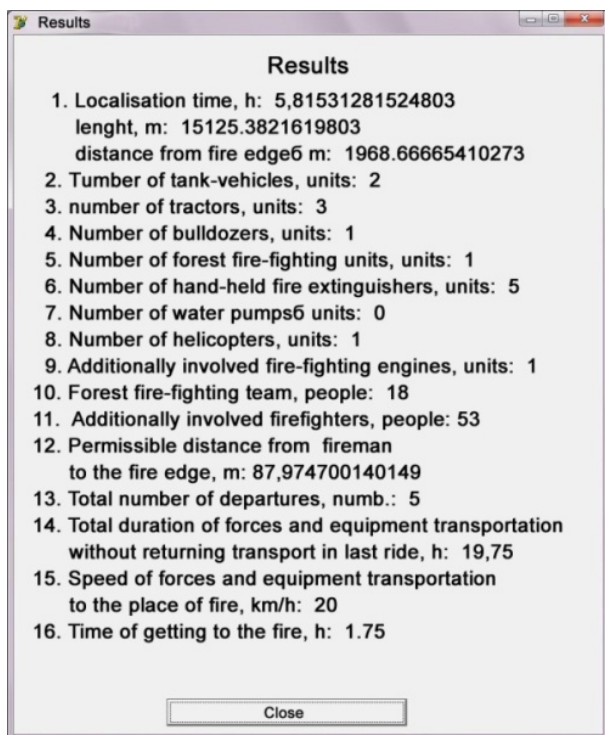 Results
Results
1. Localisation time, h: 5,81531281524803
lenght, m: 15125.3821619803
distance from fire edgeб m: 1968.66665410273
2. Tumber of tank-vehicles, units: 2
3. number of tractors, units: 3
4. Number of bulldozers, units: 1
5. Number of forest fire-fighting units, units: 1
6. Number of hand-held fire extinguishers, units: 5
7. Number of water pumpsб units: 0
8. Number of helicopters, units: 1
9. Additionally involved fire-fighting engines, units: 1
10. Forest fire-fighting team, people: 18
11. Additionally involved firefighters, people: 53
12. Permissible distance from fireman
to the fire edge, m: 87,974700140149
13. Total number of departures, numb.: 5
14. Total duration of forces and equipment transportation
without returning transport in last ride, h: 19,75
15. Speed of forces and equipment transportation
to the place of fire, km/h: 20
16. Time of getting to the fire, h: 1.75
Close